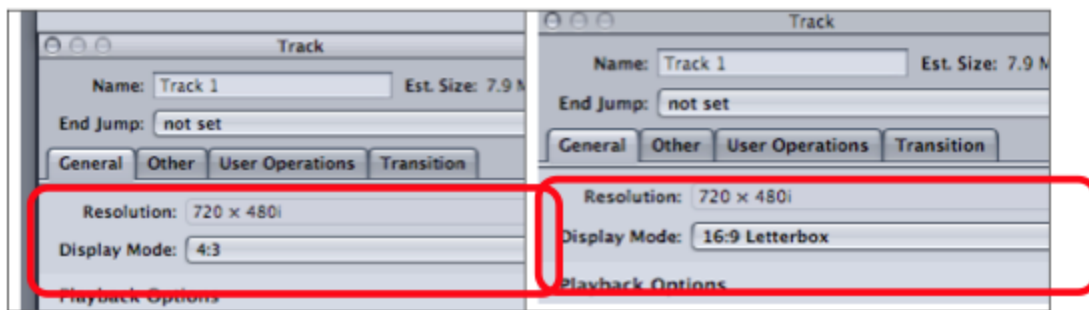 Track
Name: Track 1 Est. Size: 7.9 M
End Jump: not set
General Other User Operations Transition
Resolution: 720 × 480i
Display Mode: 4:3
Playback Options
Track
Name: Track 1 Est. Size: 7.9 M
End Jump: not set
General Other User Operations Transition
Resolution: 720 × 480i
Display Mode: 16:9 Letterbox
Playback Options